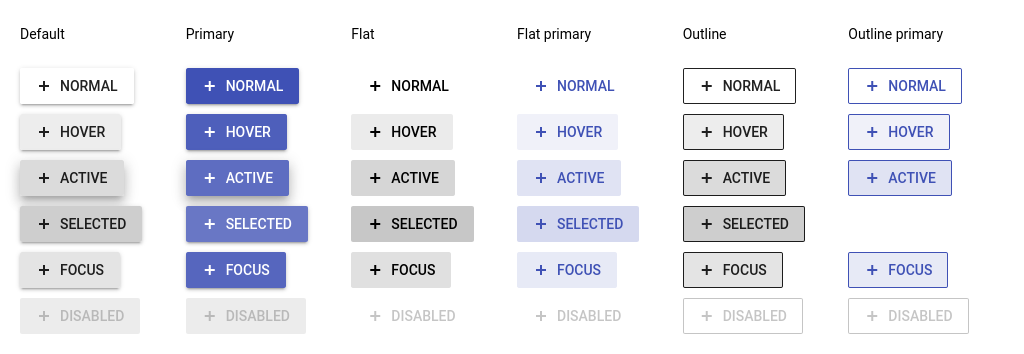 Default Primary Flat Flat primary Outline Outline primary
+ NORMAL + NORMAL + NORMAL + NORMAL + NORMAL + NORMAL
+ HOVER + HOVER + HOVER + HOVER + HOVER + HOVER
+ ACTIVE + ACTIVE + ACTIVE + ACTIVE + ACTIVE + ACTIVE
+ SELECTED + SELECTED + SELECTED + SELECTED + SELECTED
+ FOCUS + FOCUS + FOCUS + FOCUS + FOCUS + FOCUS
+ DISABLED + DISABLED + DISABLED + DISABLED + DISABLED + DISABLED